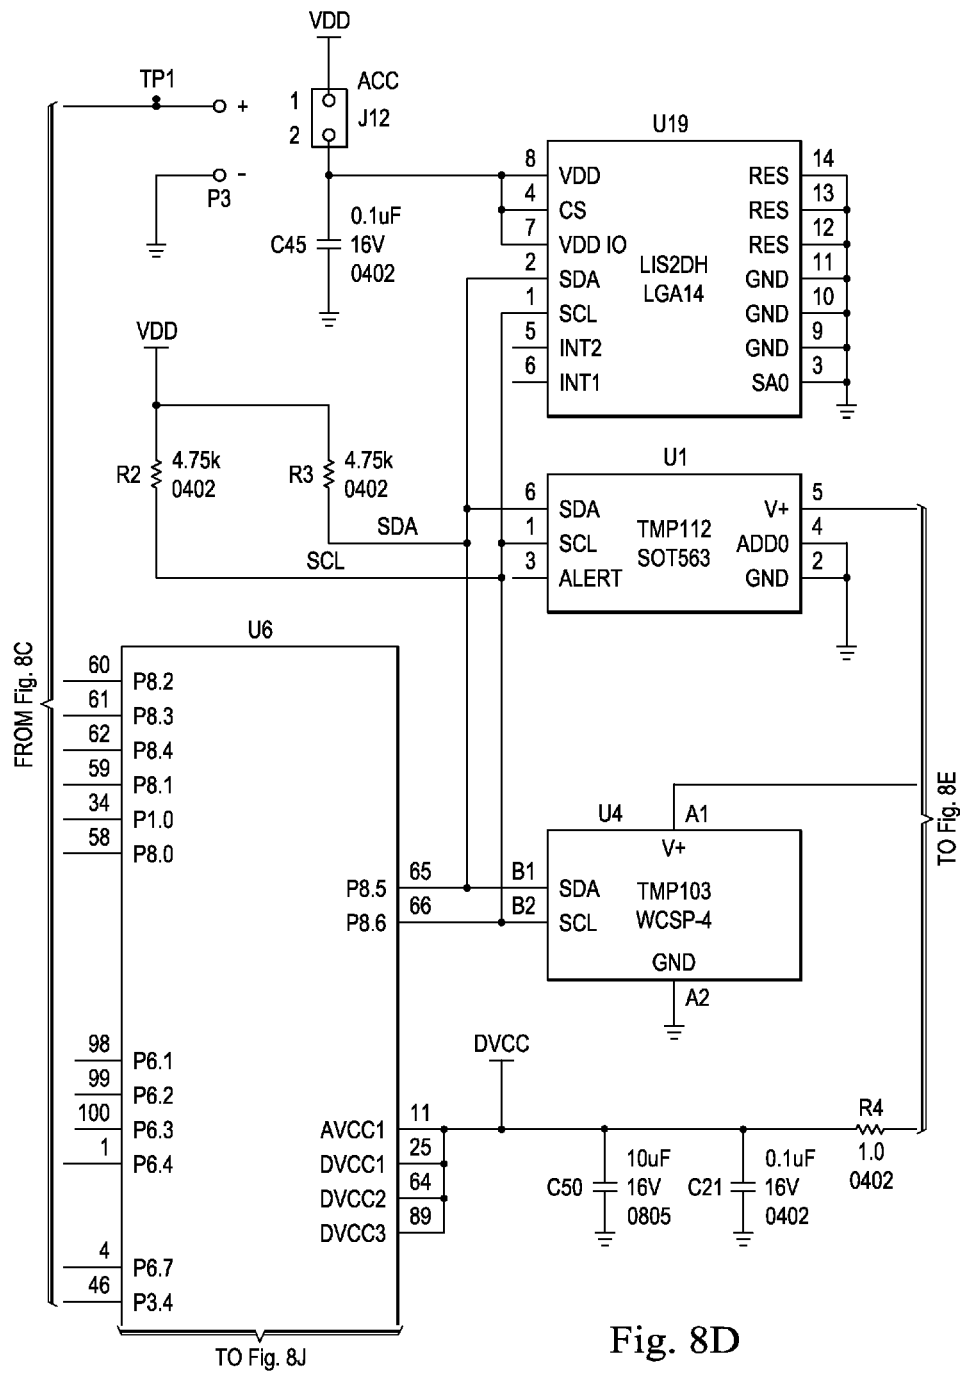 VDD
TP1
ACC
1
J12
2
+
-
P3
U19
8 VDD RES 14
4 CS RES 13
7 VDD IO RES 12
2 SDA GND 11
1 SCL GND 10
5 INT2 GND 9
6 INT1 SA0 3
LIS2DH
LGA14
C45
0.1uF
16V
0402
VDD
R2
4.75k
0402
R3
4.75k
0402
SDA
SCL
U1
6 SDA V+ 5
1 SCL ADD0 4
3 ALERT GND 2
TMP112
SOT563
FROM Fig. 8C
U6
60 P8.2
61 P8.3
62 P8.4
59 P8.1
34 P1.0
58 P8.0
P8.5 65
P8.6 66
98 P6.1
99 P6.2
100 P6.3
1 P6.4
4 P6.7
46 P3.4
AVCC1 11
DVCC1 25
DVCC2 64
DVCC3 89
U4
A1
V+
B1 SDA
B2 SCL
TMP103
WCSP-4
GND
A2
TO Fig. 8E
DVCC
C50
10uF
16V
0805
C21
0.1uF
16V
0402
R4
1.0
0402
TO Fig. 8J
Fig. 8D